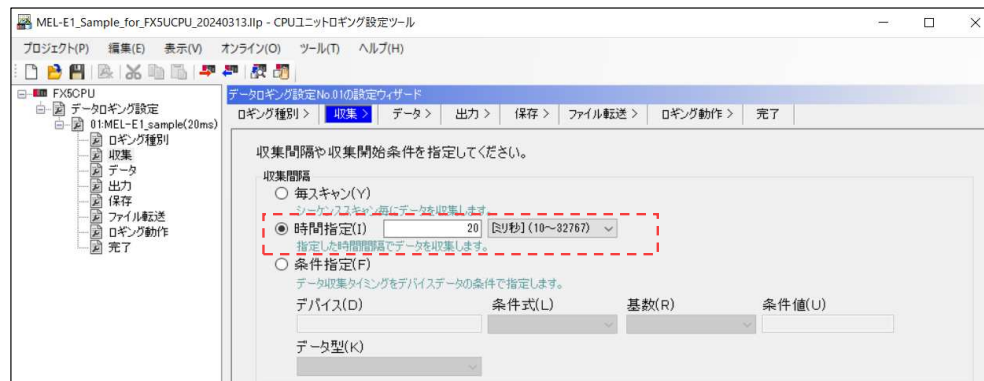 MEL-E1_Sample_for_FX5UCPU_20240313.llp - CPUユニットロギング設定ツール
プロジェクト(P) 編集(E) 表示(V) オンライン(O) ツール(T) ヘルプ(H)
FX5CPU
データロギング設定
01:MEL-E1_sample(20ms)
ロギング種別
収集
データ
出力
保存
ファイル転送
ロギング動作
完了
データロギング設定No.01の設定ウィザード
ロギング種別 > 収集 > データ > 出力 > 保存 > ファイル転送 > ロギング動作 > 完了
収集間隔や収集開始条件を指定してください。
収集間隔
毎スキャン(Y)
シーケンススキャン毎にデータを収集します。
時間指定(I) 20 [ミリ秒] (10～32767)
指定した時間間隔でデータを収集します。
条件指定(F)
データ収集タイミングをデバイスデータの条件で指定します。
デバイス(D) 条件式(L) 基数(R) 条件値(U)
データ型(K)